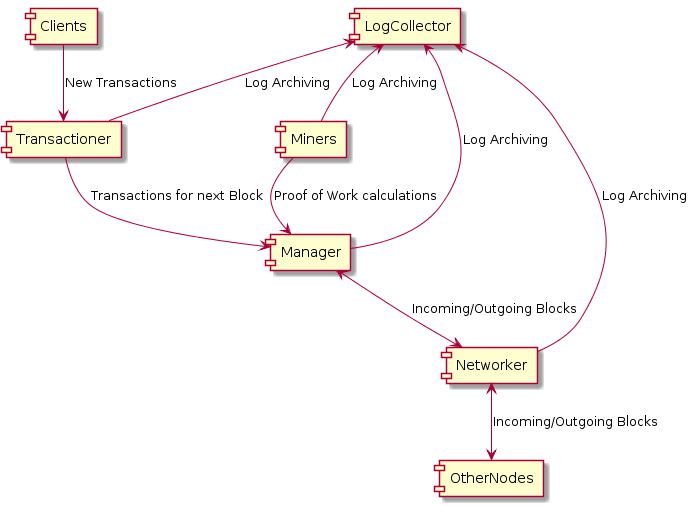 Clients
LogCollector
New Transactions
Log Archiving
Log Archiving
Transactioner
Miners
Log Archiving
Transactions for next Block
Proof of Work calculations
Log Archiving
Manager
Incoming/Outgoing Blocks
Networker
Incoming/Outgoing Blocks
OtherNodes